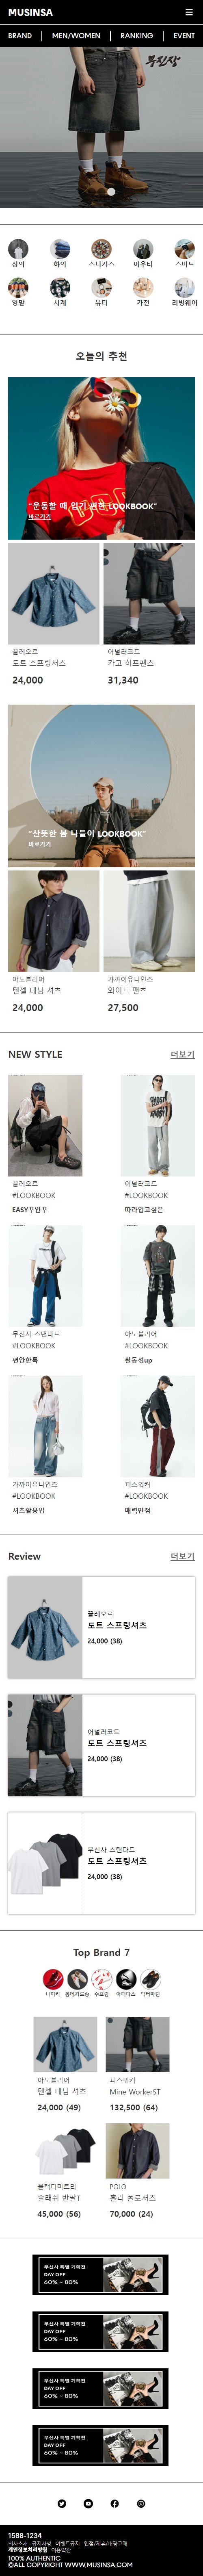 MUSINSA
BRAND | MEN/WOMEN | RANKING | EVENT
무진장
상의 하의 스니커즈 아우터 스마트
양말 시계 뷰티 가전 리빙웨어
오늘의 추천
"운동할 때 입기 편한 LOOKBOOK"
바로가기
끌레오르 어널러코드
도트 스프링셔츠 카고 하프팬츠
24,000 31,340
"산뜻한 봄 나들이 LOOKBOOK"
바로가기
아노블리어 가까이유니언즈
텐셀 데님 셔츠 와이드 팬츠
24,000 27,500
NEW STYLE 더보기
끌레오르 어널러코드
#LOOKBOOK #LOOKBOOK
EASY꾸안꾸 따라입고싶은
무신사 스탠다드 아노블리어
#LOOKBOOK #LOOKBOOK
편안한룩 활동성up
가까이유니언즈 피스워커
#LOOKBOOK #LOOKBOOK
셔츠활용법 매력만점
Review 더보기
끌레오르
도트 스프링셔츠
24,000 (38)
어널러코드
도트 스프링셔츠
24,000 (38)
무신사 스탠다드
도트 스프링셔츠
24,000 (38)
Top Brand 7
나이키 꼼데가르송 수프림 아디다스 닥터마틴
아노블리어 피스워커
텐셀 데님 셔츠 Mine WorkerST
24,000 (49) 132,500 (64)
블랙디미트리 POLO
슬래쉬 반팔T 홀리 폴로셔츠
45,000 (56) 70,000 (24)
무신사 특별 기획전
DAY OFF
60% ~ 80%
무신사 특별 기획전
DAY OFF
60% ~ 80%
무신사 특별 기획전
DAY OFF
60% ~ 80%
무신사 특별 기획전
DAY OFF
60% ~ 80%
1588-1234
회사소개 공지사항 이벤트공지 입점/제휴/대량구매
개인정보처리방침 이용약관
100% AUTHENTIC
ⓒALL COPYRIGHT WWW.MUSINSA.COM